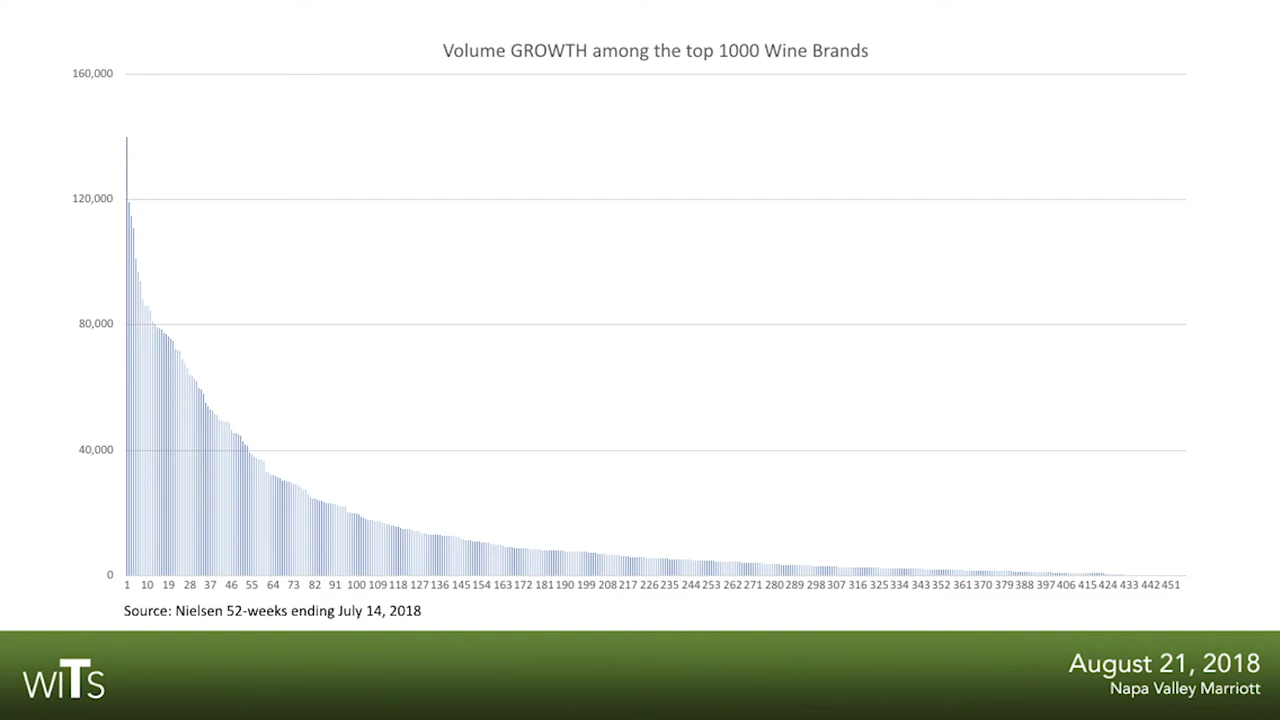 Volume GROWTH among the top 1000 Wine Brands
160,000
120,000
80,000
40,000
0
1 10 19 28 37 46 55 64 73 82 91 100 109 118 127 136 145 154 163 172 181 190 199 208 217 226 235 244 253 262 271 280 289 298 307 316 325 334 343 352 361 370 379 388 397 406 415 424 433 442 451
Source: Nielsen 52-weeks ending July 14, 2018
WITS
August 21, 2018
Napa Valley Marriott